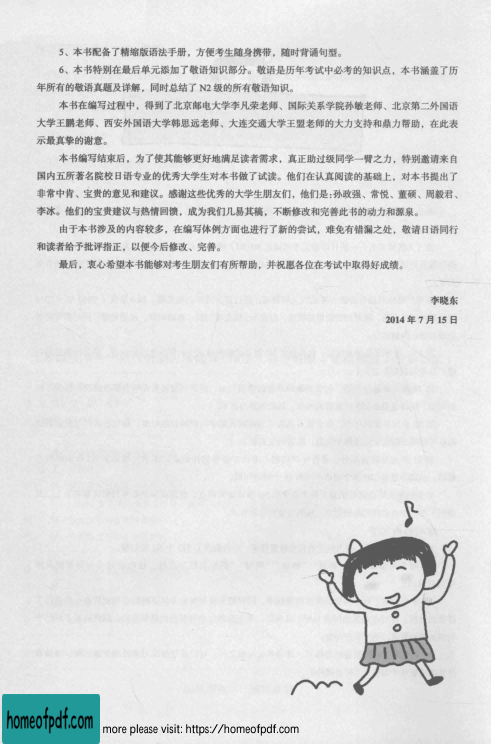 5、本书配备了精缩版语法手册，方便考生随身携带，随时背诵句型。
6、本书特别在最后单元添加了敬语知识部分。敬语是历年考试中必考的知识点，本书涵盖了历
年所有的敬语真题及详解，同时总结了 N2 级的所有敬语知识。
本书在编写过程中，得到了北京邮电大学李凡荣老师、国际关系学院孙敏老师、北京第二外国语
大学王鹏老师、西安外国语大学韩思远老师、大连交通大学王盟老师的大力支持和鼎力帮助，在此表
示最真挚的谢意。
本书编写结束后，为了使其能够更好地满足读者需求，真正助过级同学一臂之力，特别邀请来自
国内五所著名院校日语专业的优秀大学生对本书做了试读。他们在认真阅读的基础上，对本书提出了
非常中肯、宝贵的意见和建议。感谢这些优秀的大学生朋友们，他们是：孙政强、常悦、董硕、周毅君、
李冰。他们的宝贵建议与热情回馈，成为我们几易其稿，不断修改和完善此书的动力和源泉。
由于本书涉及的内容较多，在编写体例方面也进行了新的尝试，难免有错漏之处，敬请日语同行
和读者给予批评指正，以便今后修改、完善。
最后，衷心希望本书能够对考生朋友们有所帮助，并祝愿各位在考试中取得好成绩。
李晓东
2014 年 7 月 15 日
homeofpdf.com
more please visit: https://homeofpdf.com